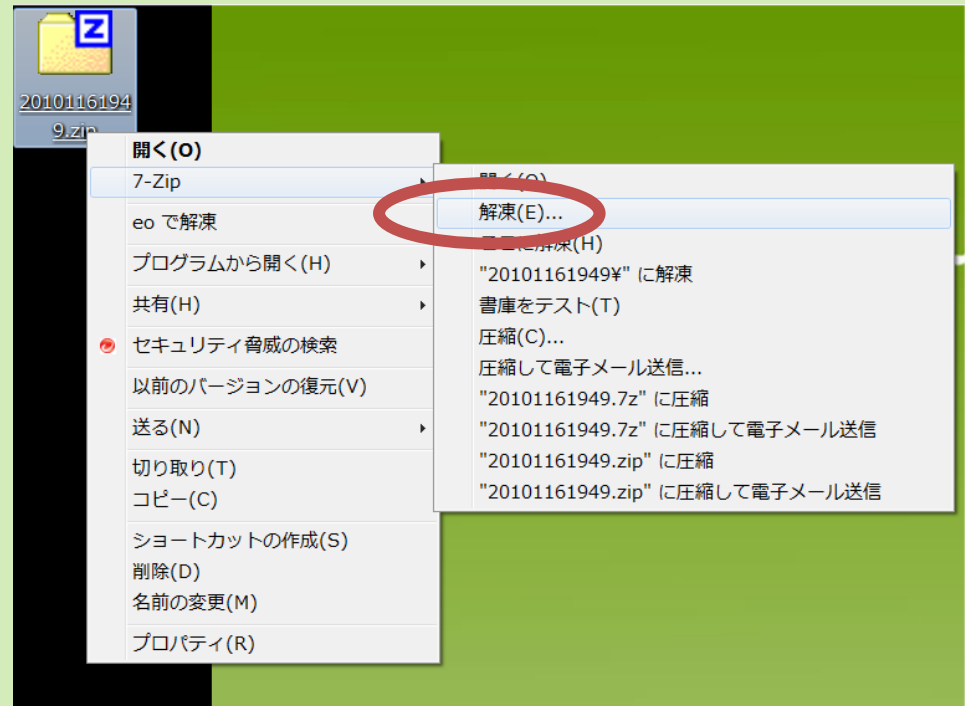 2010116194
9.zip
開く(O)
7-Zip
eo で解凍
プログラムから開く(H)
共有(H)
セキュリティ脅威の検索
以前のバージョンの復元(V)
送る(N)
切り取り(T)
コピー(C)
ショートカットの作成(S)
削除(D)
名前の変更(M)
プロパティ(R)
開く(O)
解凍(E)...
ここに解凍(H)
"20101161949¥" に解凍
書庫をテスト(T)
圧縮(C)...
圧縮して電子メール送信...
"20101161949.7z" に圧縮
"20101161949.7z" に圧縮して電子メール送信
"20101161949.zip" に圧縮
"20101161949.zip" に圧縮して電子メール送信